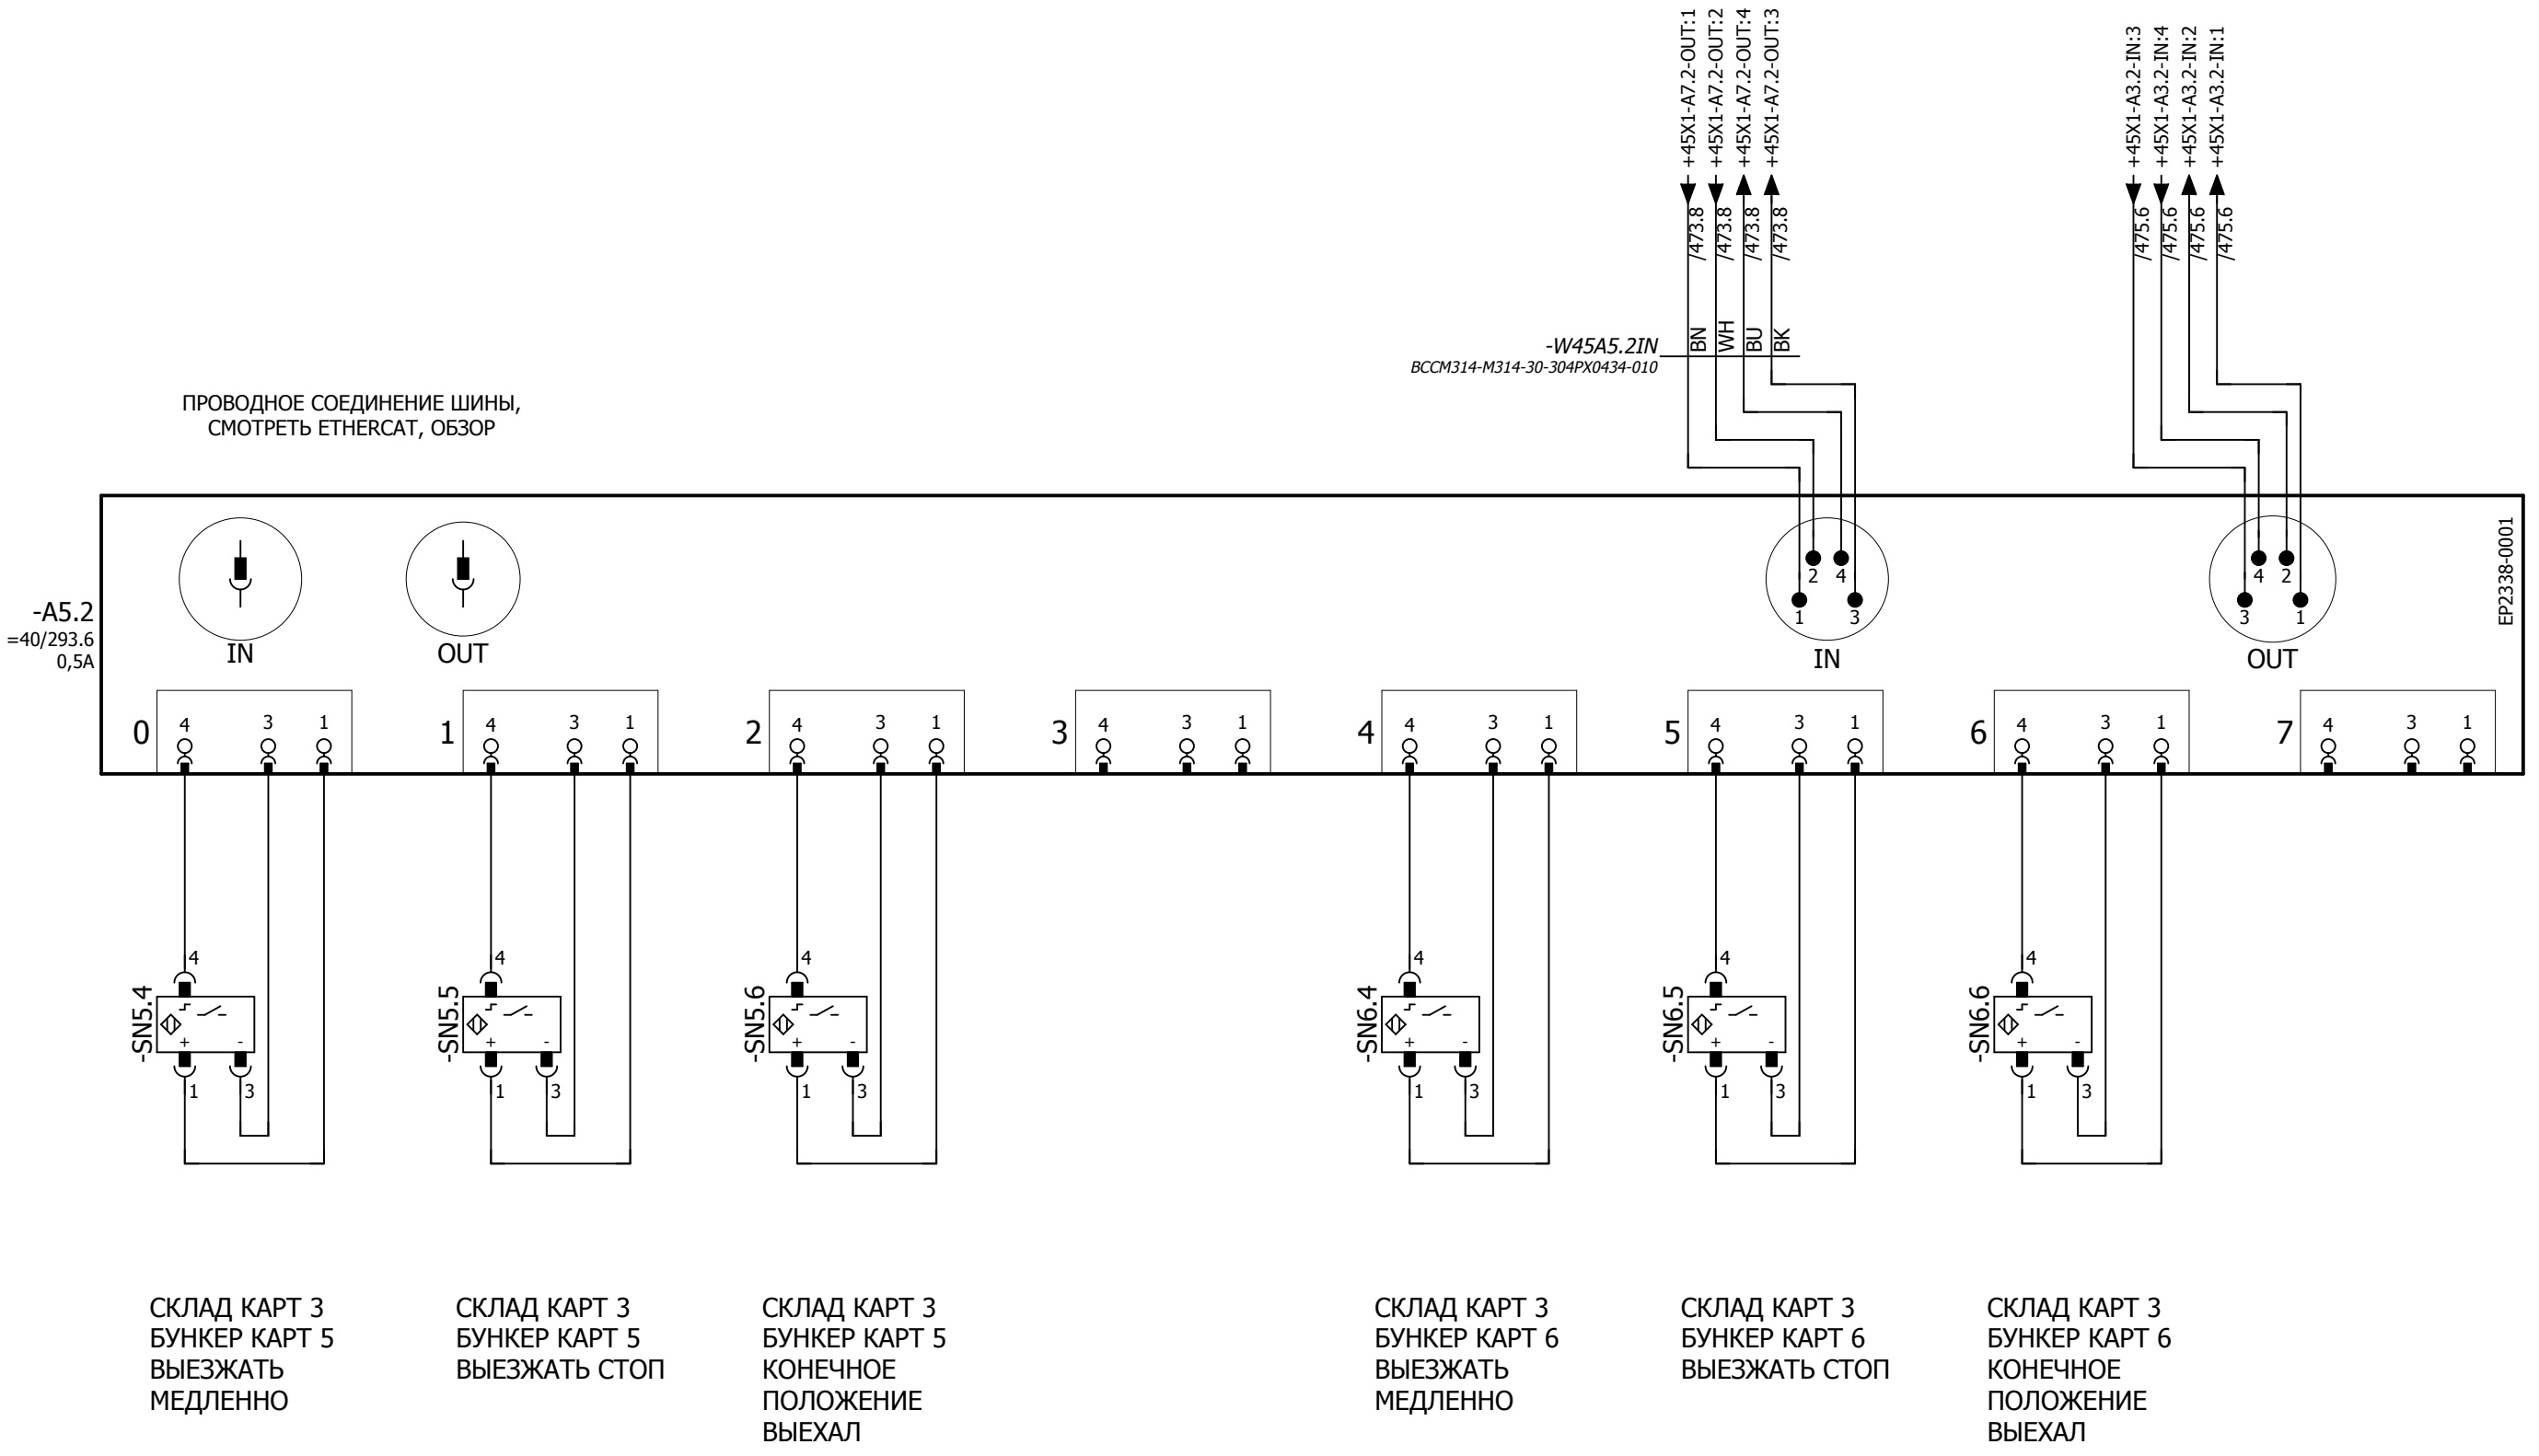 +45X1-A7.2-OUT:1
+45X1-A7.2-OUT:2
+45X1-A7.2-OUT:4
+45X1-A7.2-OUT:3
+45X1-A3.2-IN:3
+45X1-A3.2-IN:4
+45X1-A3.2-IN:2
+45X1-A3.2-IN:1
/473.8
/473.8
/473.8
/473.8
/475.6
/475.6
/475.6
/475.6
-W45A5.2IN
BCCM314-M314-30-304PX0434-010
BN
WH
BU
BK
ПРОВОДНОЕ СОЕДИНЕНИЕ ШИНЫ,
СМОТРЕТЬ ETHERCAT, ОБЗОР
-A5.2
=40/293.6
0,5A
IN
OUT
2 4
1 3
IN
4 2
3 1
OUT
EP2338-0001
0 4 3 1
1 4 3 1
2 4 3 1
3 4 3 1
4 4 3 1
5 4 3 1
6 4 3 1
7 4 3 1
-SN5.4
4
+ -
1 3
-SN5.5
4
+ -
1 3
-SN5.6
4
+ -
1 3
-SN6.4
4
+ -
1 3
-SN6.5
4
+ -
1 3
-SN6.6
4
+ -
1 3
СКЛАД КАРТ 3
БУНКЕР КАРТ 5
ВЫЕЗЖАТЬ
МЕДЛЕННО
СКЛАД КАРТ 3
БУНКЕР КАРТ 5
ВЫЕЗЖАТЬ СТОП
СКЛАД КАРТ 3
БУНКЕР КАРТ 5
КОНЕЧНОЕ
ПОЛОЖЕНИЕ
ВЫЕХАЛ
СКЛАД КАРТ 3
БУНКЕР КАРТ 6
ВЫЕЗЖАТЬ
МЕДЛЕННО
СКЛАД КАРТ 3
БУНКЕР КАРТ 6
ВЫЕЗЖАТЬ СТОП
СКЛАД КАРТ 3
БУНКЕР КАРТ 6
КОНЕЧНОЕ
ПОЛОЖЕНИЕ
ВЫЕХАЛ